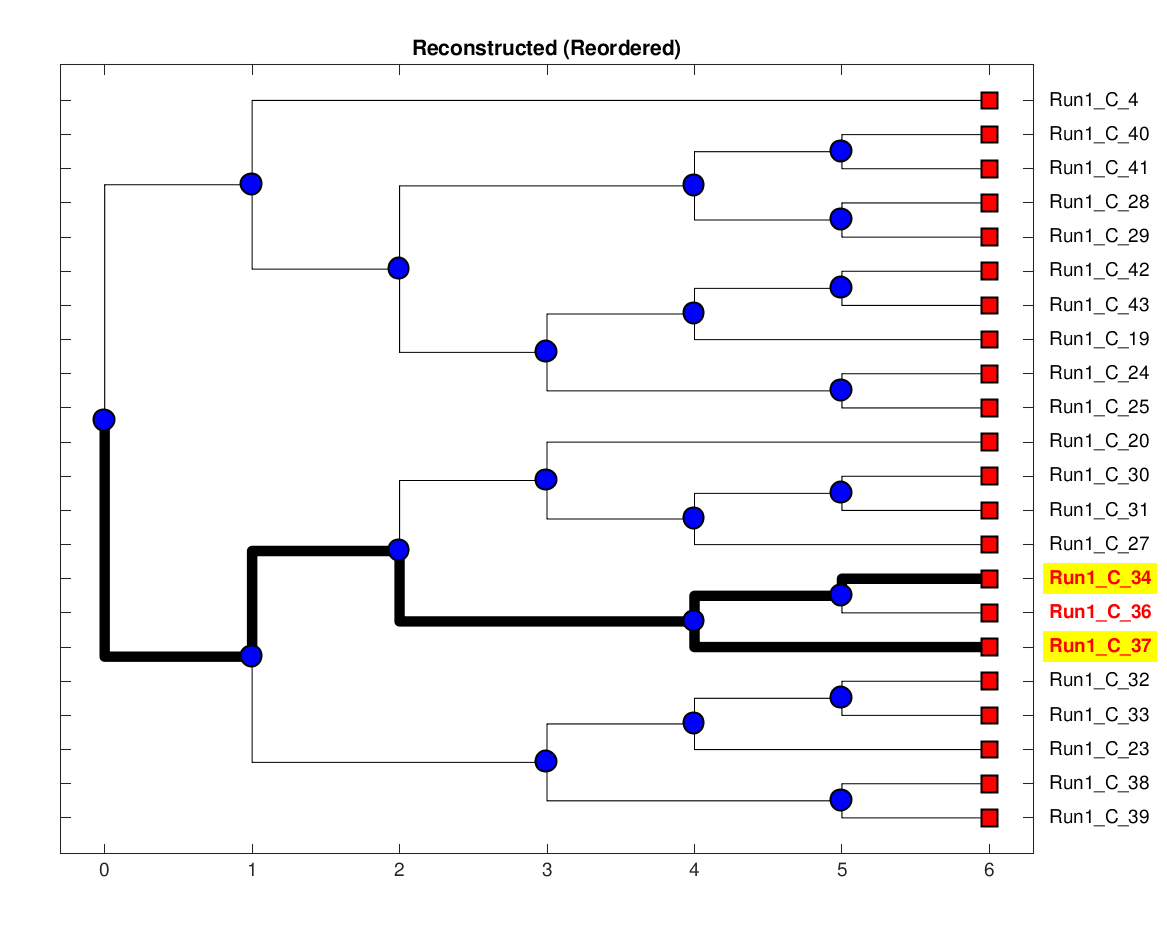 Reconstructed (Reordered)
Run1_C_4
Run1_C_40
Run1_C_41
Run1_C_28
Run1_C_29
Run1_C_42
Run1_C_43
Run1_C_19
Run1_C_24
Run1_C_25
Run1_C_20
Run1_C_30
Run1_C_31
Run1_C_27
Run1_C_34
Run1_C_36
Run1_C_37
Run1_C_32
Run1_C_33
Run1_C_23
Run1_C_38
Run1_C_39
0 1 2 3 4 5 6